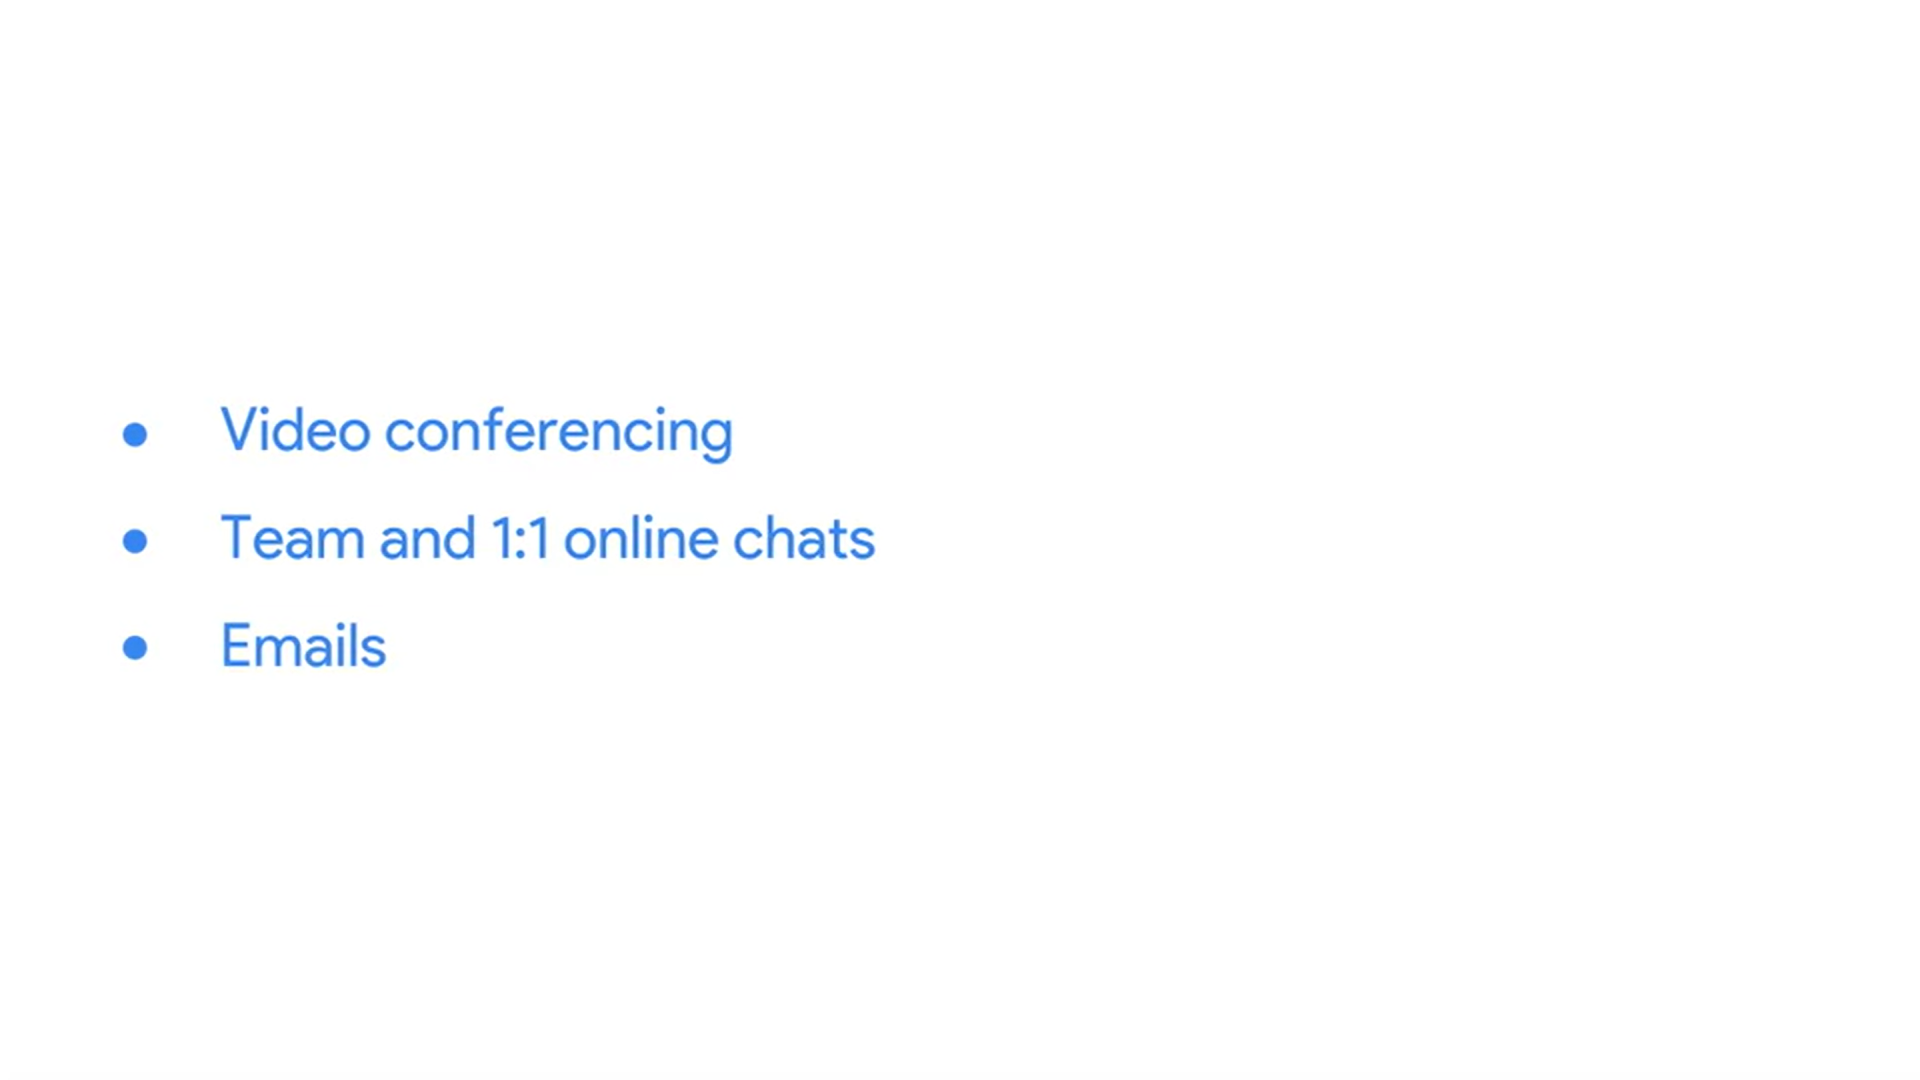 ● Video conferencing
● Team and 1:1 online chats
● Emails